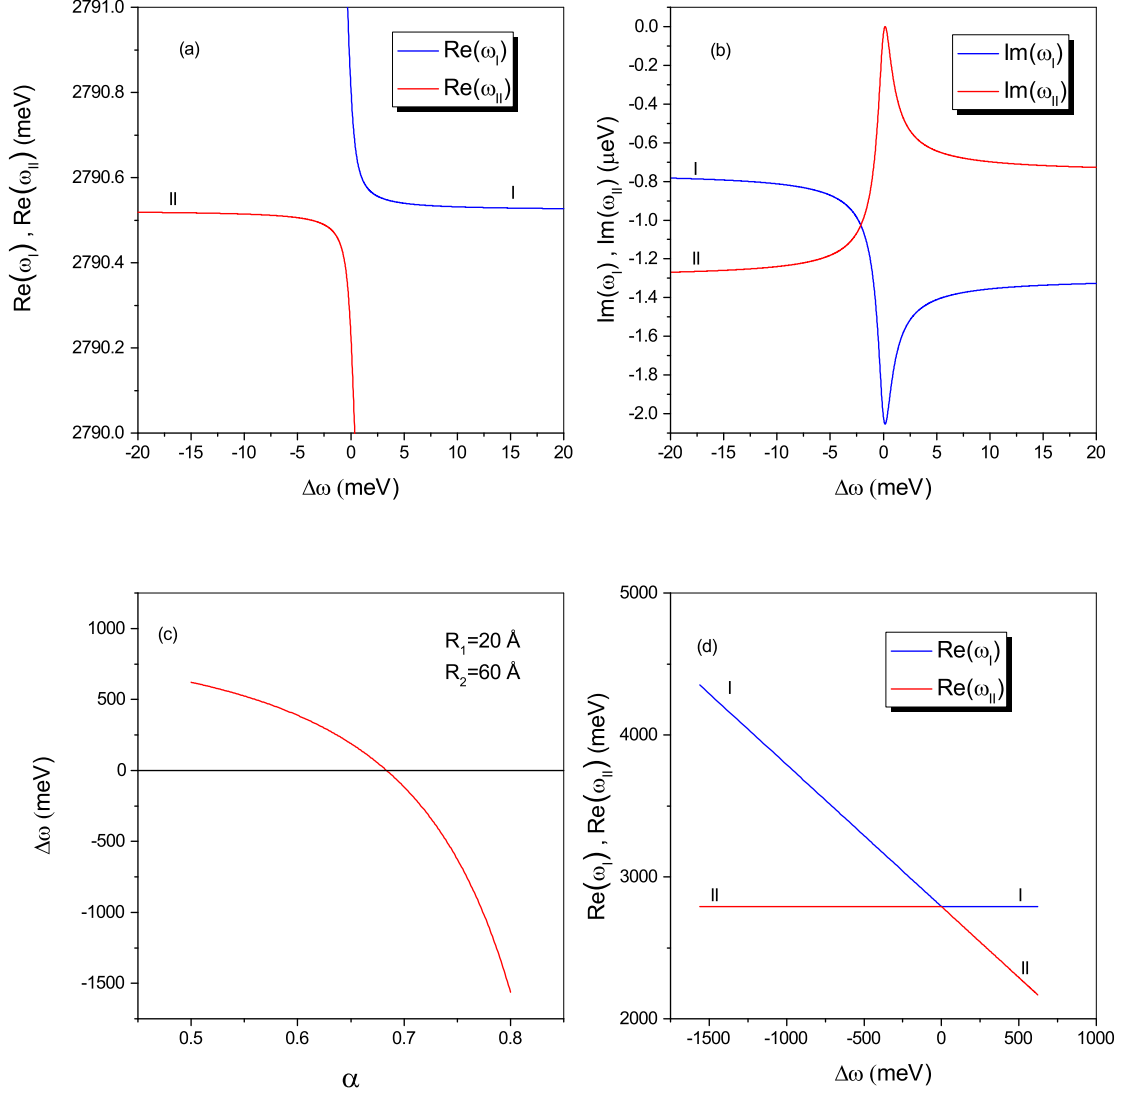 (a)
Re(ω_I)
Re(ω_II)
II
I
2791.0
2790.8
2790.6
2790.4
2790.2
2790.0
-20 -15 -10 -5 0 5 10 15 20
Δω (meV)
Re(ω_I) , Re(ω_II) (meV)
(b)
Im(ω_I)
Im(ω_II)
I
II
0.0
-0.2
-0.4
-0.6
-0.8
-1.0
-1.2
-1.4
-1.6
-1.8
-2.0
-20 -15 -10 -5 0 5 10 15 20
Δω (meV)
Im(ω_I) , Im(ω_II) (μeV)
(c)
R_1=20 Å
R_2=60 Å
1000
500
0
-500
-1000
-1500
0.5 0.6 0.7 0.8
α
Δω (meV)
(d)
Re(ω_I)
Re(ω_II)
I
II
I
II
5000
4000
3000
2000
-1500 -1000 -500 0 500 1000
Δω (meV)
Re(ω_I) , Re(ω_II) (meV)